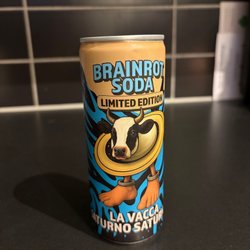 BRAINROT
SODA
LIMITED EDITION
LA VACCA